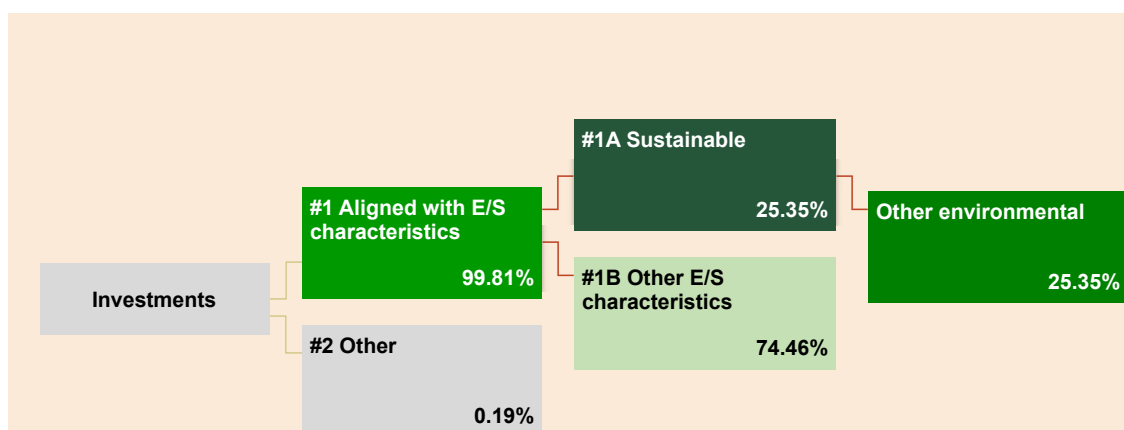 Investments
#1 Aligned with E/S
characteristics
99.81%
#2 Other
0.19%
#1A Sustainable
25.35%
#1B Other E/S
characteristics
74.46%
Other environmental
25.35%